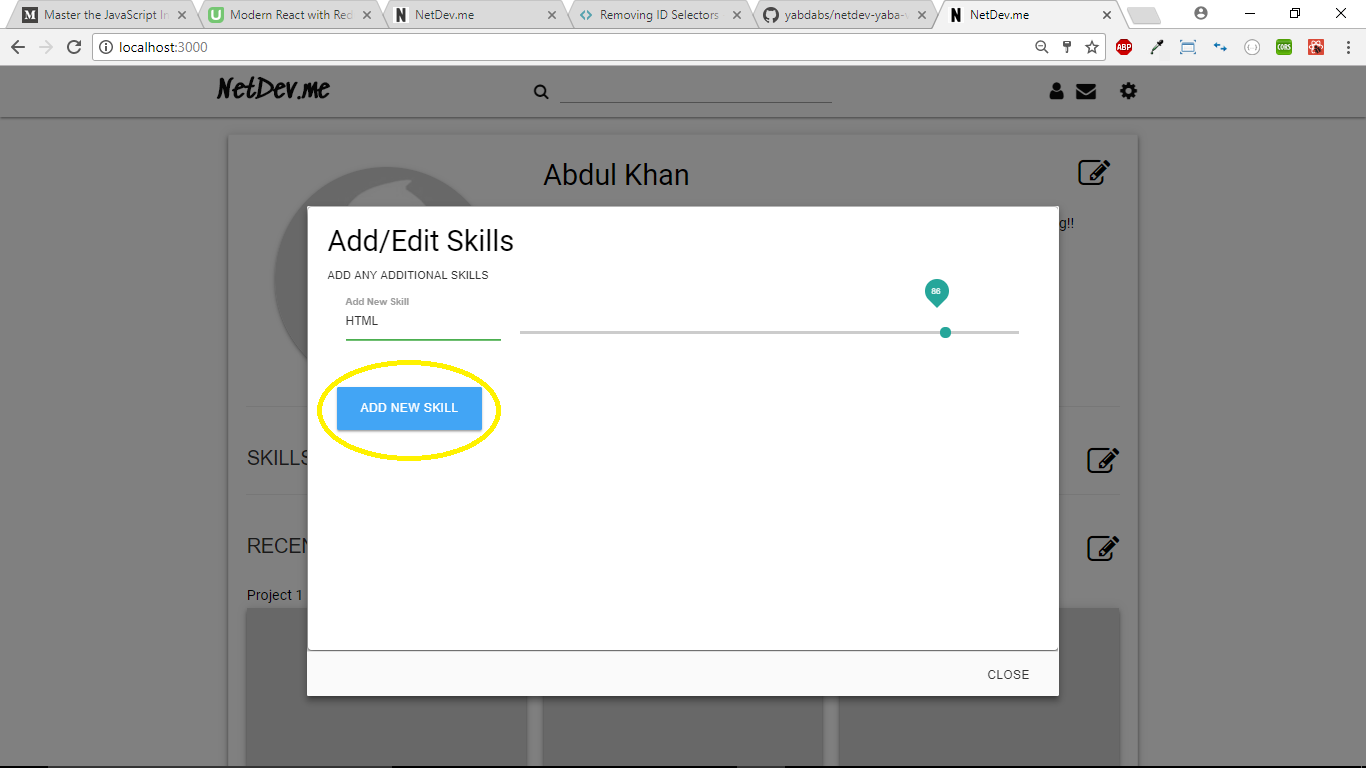 Master the JavaScript In
Modern React with Red
NetDev.me
Removing ID Selectors
yabdabs/netdev-yaba-
NetDev.me
localhost:3000
ABP
CORS
NetDev.me
Abdul Khan
g!!
Add/Edit Skills
ADD ANY ADDITIONAL SKILLS
Add New Skill
HTML
86
ADD NEW SKILL
SKILLS
RECEN
Project 1
CLOSE